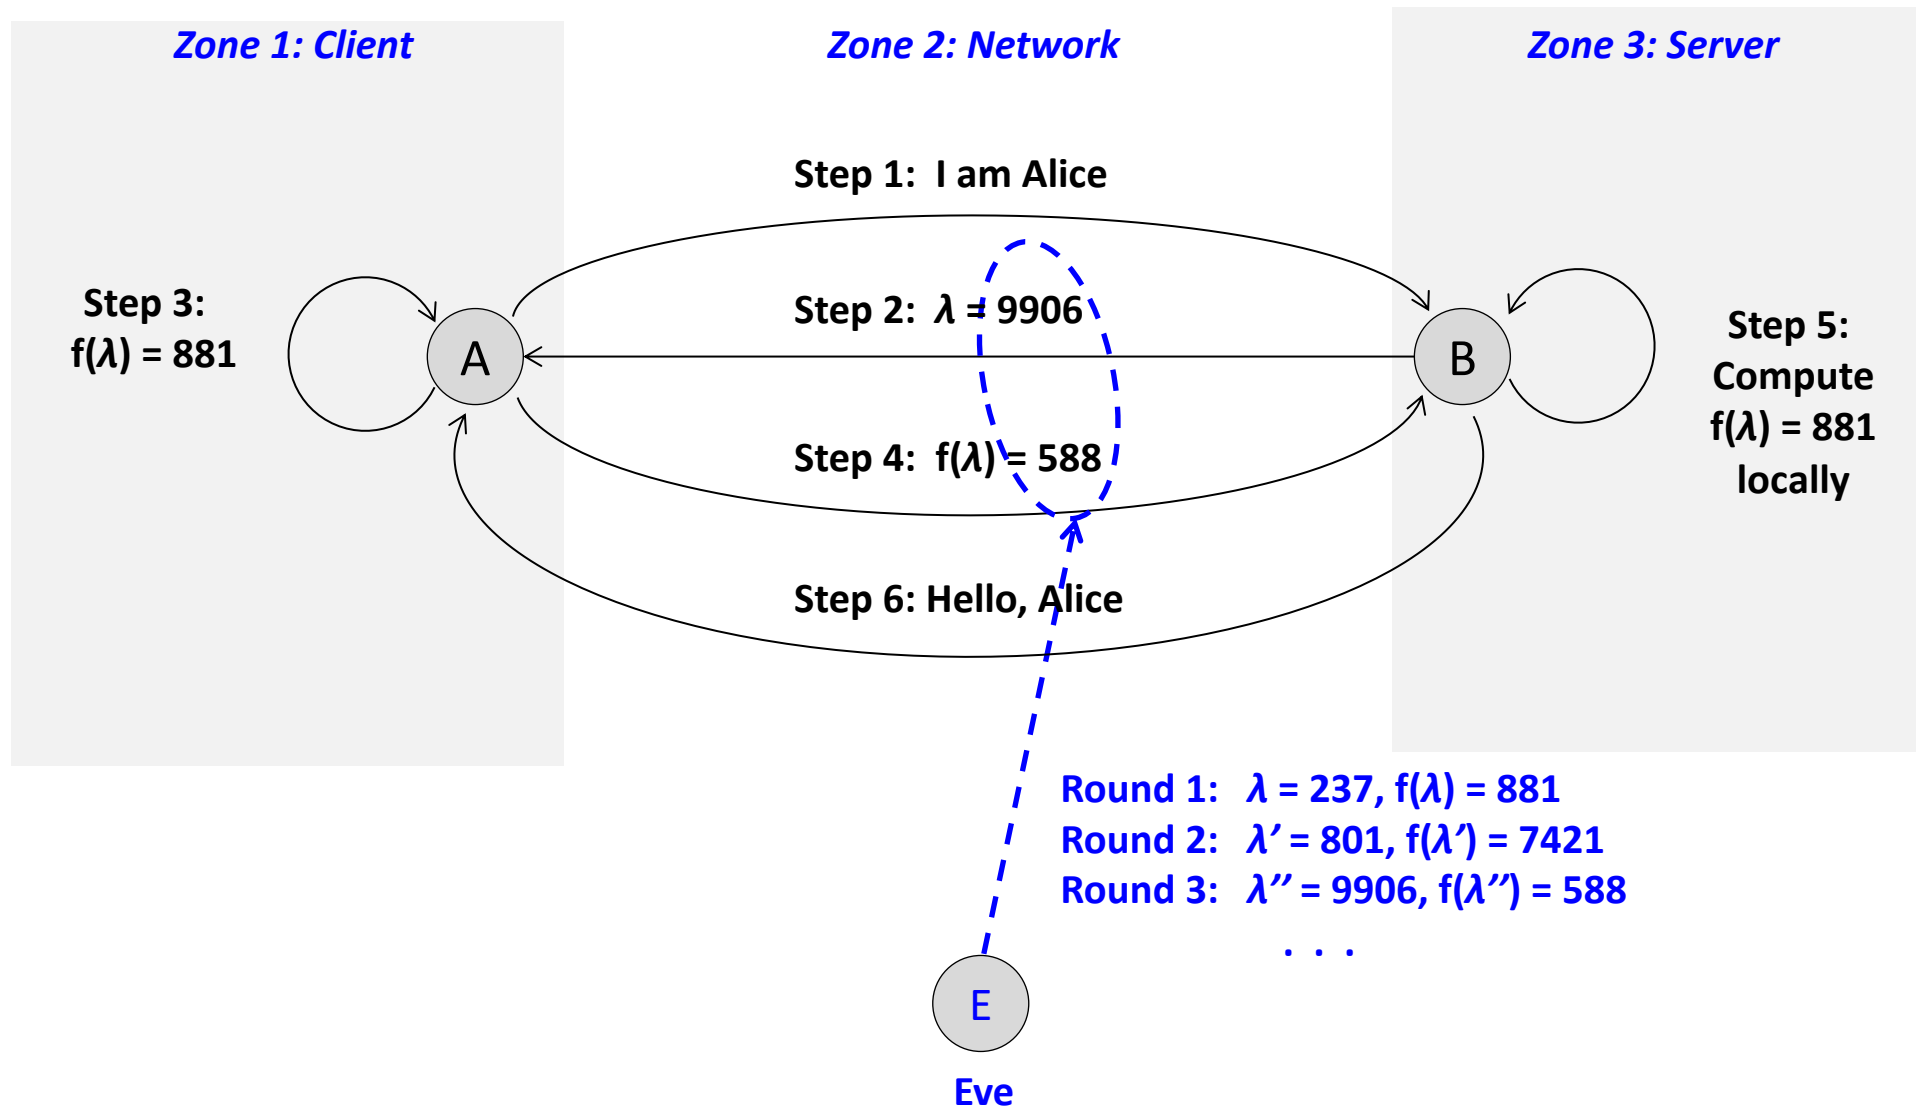 Zone 1: Client
Zone 2: Network
Zone 3: Server
Step 1:  I am Alice
Step 2:  λ = 9906
Step 3:
f(λ) = 881
A
B
Step 4:  f(λ) = 588
Step 5:
Compute
f(λ) = 881
locally
Step 6: Hello, Alice
Round 1:  λ = 237, f(λ) = 881
Round 2:  λ′ = 801, f(λ′) = 7421
Round 3:  λ′′ = 9906, f(λ′′) = 588
. . .
E
Eve